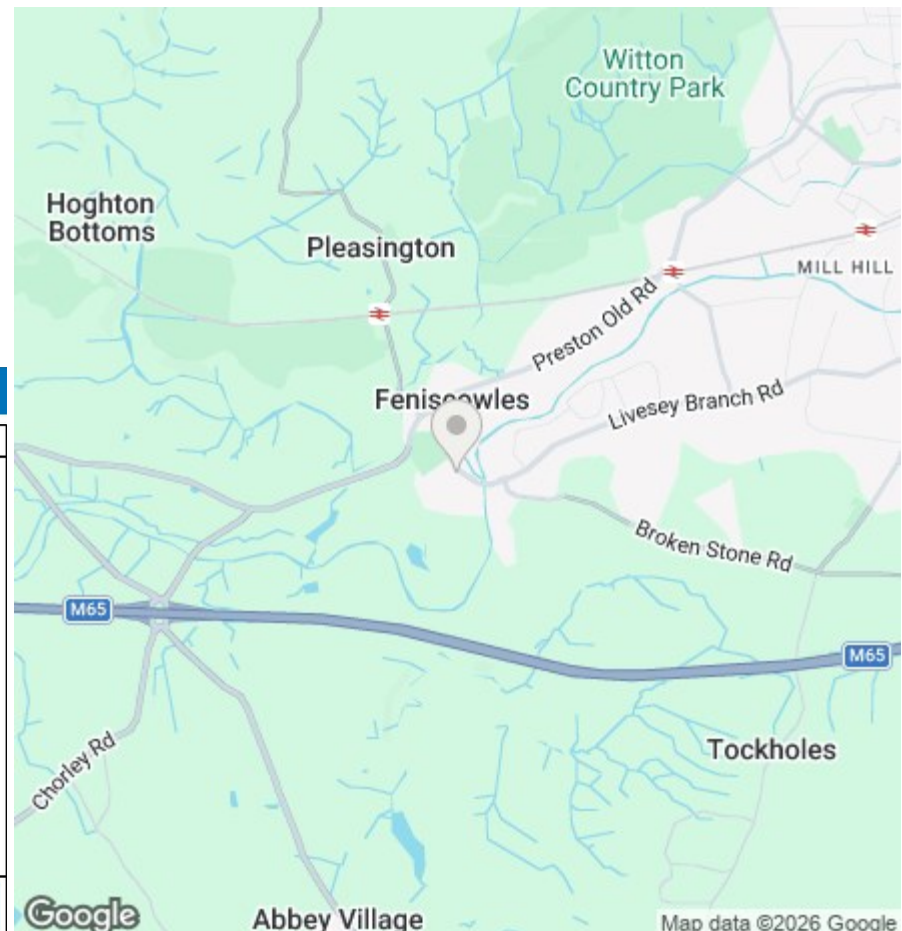 Witton
Country Park
Hoghton
Bottoms
Pleasington
MILL HILL
Preston Old Rd
Feniscowles
Livesey Branch Rd
Broken Stone Rd
M65
M65
Chorley Rd
Tockholes
Abbey Village
Google
Map data ©2026 Google